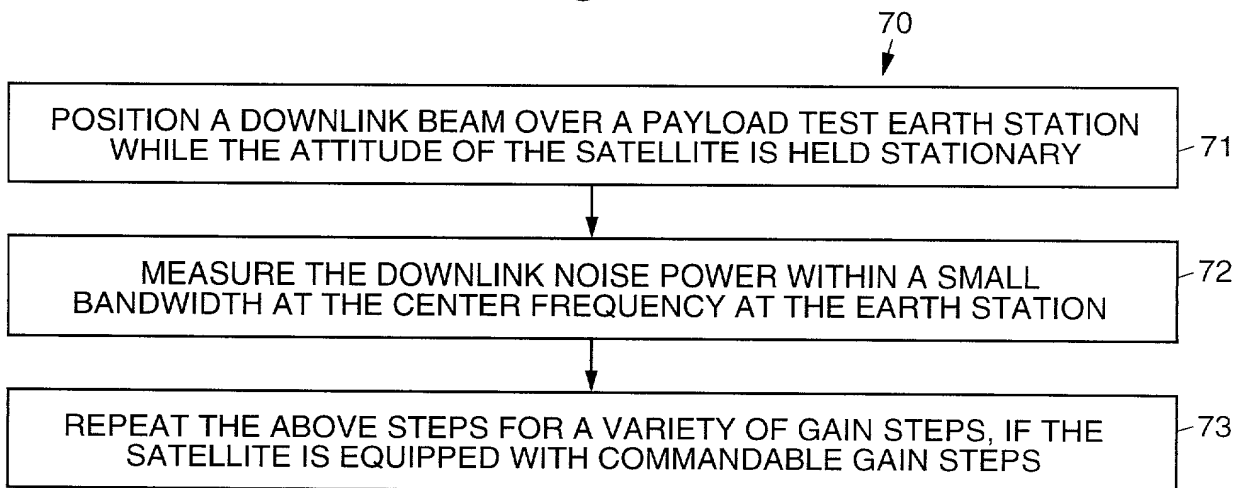 70
POSITION A DOWNLINK BEAM OVER A PAYLOAD TEST EARTH STATION
WHILE THE ATTITUDE OF THE SATELLITE IS HELD STATIONARY
71
MEASURE THE DOWNLINK NOISE POWER WITHIN A SMALL
BANDWIDTH AT THE CENTER FREQUENCY AT THE EARTH STATION
72
REPEAT THE ABOVE STEPS FOR A VARIETY OF GAIN STEPS, IF THE
SATELLITE IS EQUIPPED WITH COMMANDABLE GAIN STEPS
73